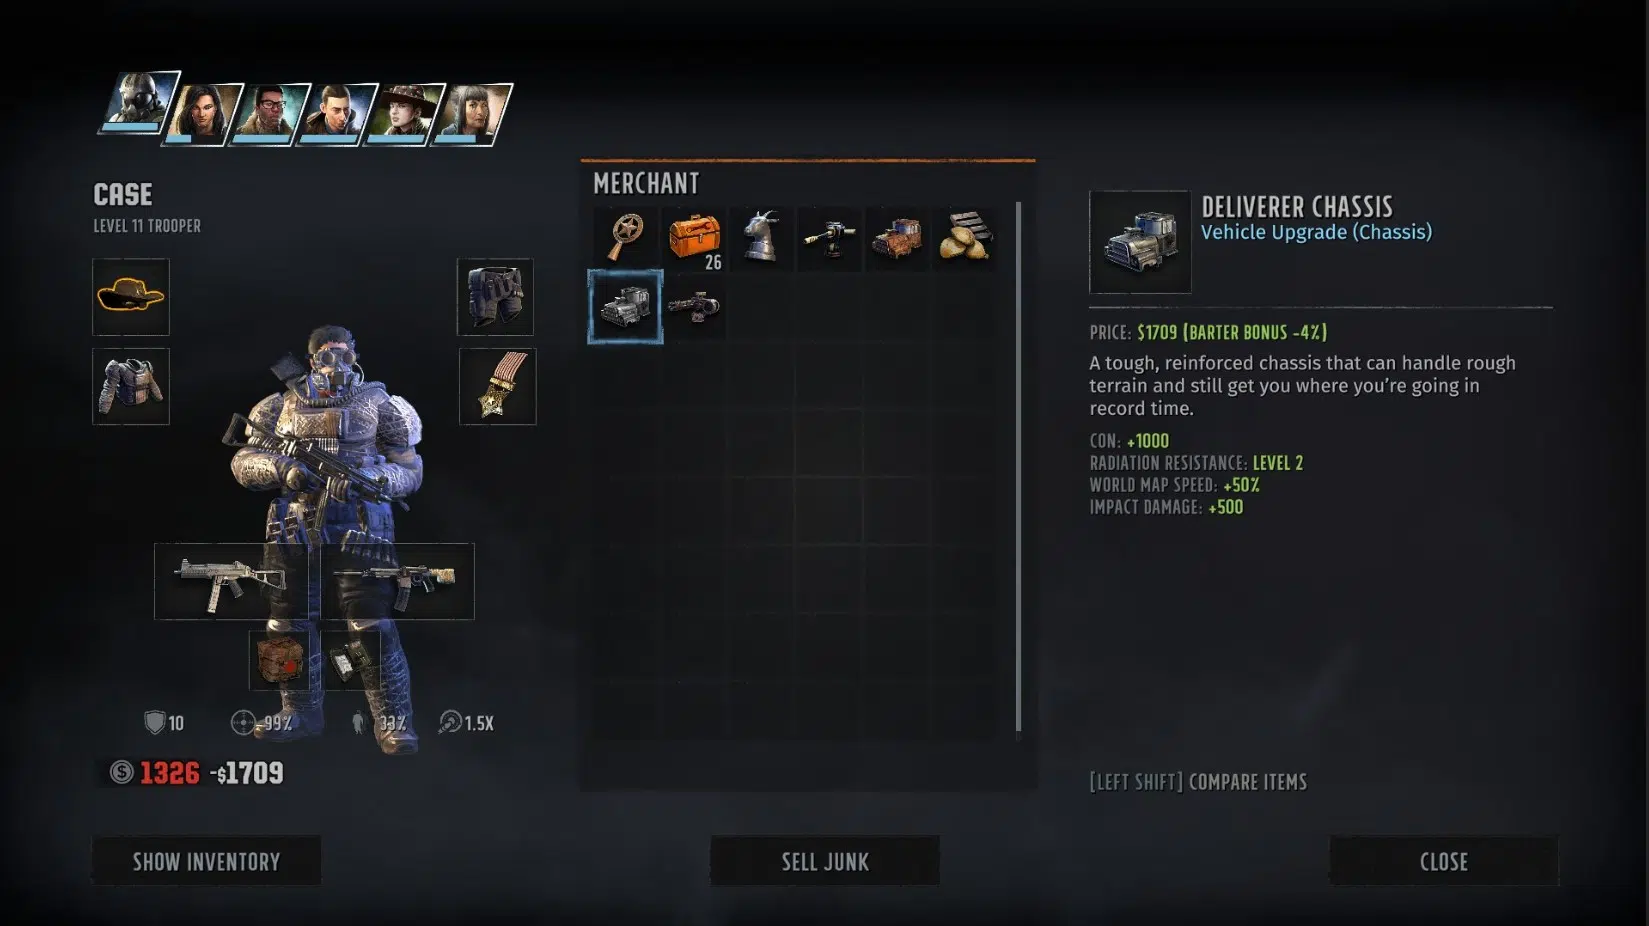 CASE
LEVEL 11 TROOPER
10
-99%
33%
1.5X
$ 1326 -$1709
SHOW INVENTORY
MERCHANT
26
SELL JUNK
DELIVERER CHASSIS
Vehicle Upgrade (Chassis)
PRICE: $1709 (BARTER BONUS -4%)
A tough, reinforced chassis that can handle rough
terrain and still get you where you're going in
record time.
CON: +1000
RADIATION RESISTANCE: LEVEL 2
WORLD MAP SPEED: +50%
IMPACT DAMAGE: +500
[LEFT SHIFT] COMPARE ITEMS
CLOSE